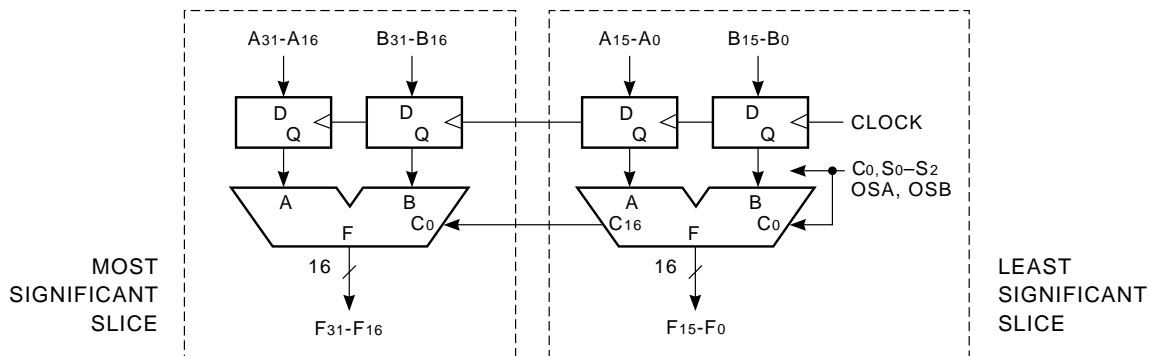 A31-A16 B31-B16 A15-A0 B15-B0
D D D D
Q Q Q Q CLOCK
C0, S0–S2
OSA, OSB
A B A B
C0 C16 C0
F F
16 16
MOST
SIGNIFICANT
SLICE
LEAST
SIGNIFICANT
SLICE
F31-F16 F15-F0